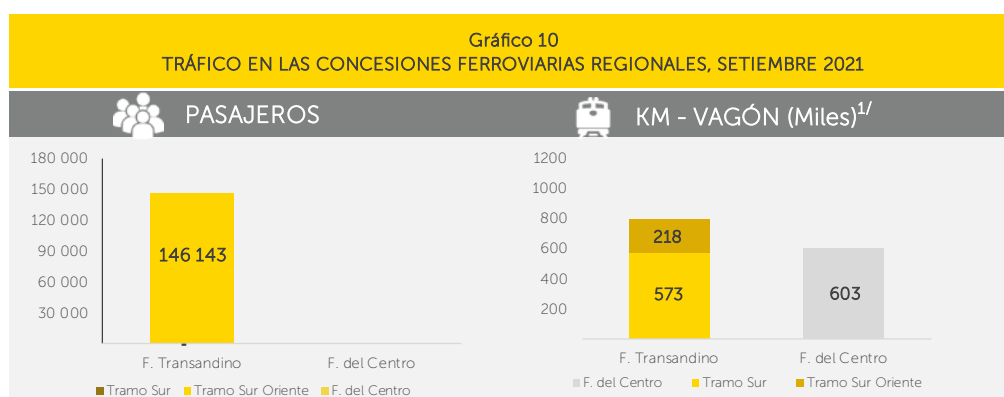 Gráfico 10
TRÁFICO EN LAS CONCESIONES FERROVIARIAS REGIONALES, SETIEMBRE 2021
PASAJEROS
180 000
150 000
120 000
90 000
60 000
30 000
146 143
F. Transandino
F. del Centro
Tramo Sur
Tramo Sur Oriente
F. del Centro
KM - VAGÓN (Miles)1/
1200
1000
800
600
400
200
218
573
603
F. Transandino
F. del Centro
F. del Centro
Tramo Sur
Tramo Sur Oriente